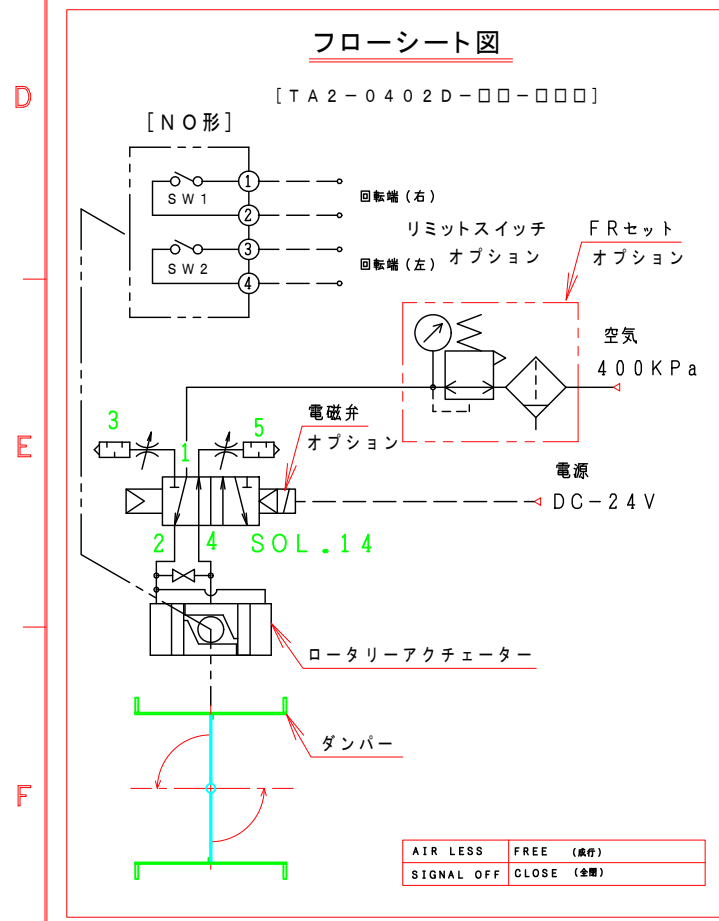 フローシート図
D
[TA2-0402D-□□-□□□]
[NO形]
1
SW1
2
回転端(右)
リミットスイッチ
オプション
FRセット
オプション
3
SW2
4
回転端(左)
空気
400KPa
3
5
1
電磁弁
オプション
E
電源
DC-24V
2
4
SOL.14
ロータリーアクチェーター
ダンパー
F
AIR LESS FREE (成行)
SIGNAL OFF CLOSE (全閉)